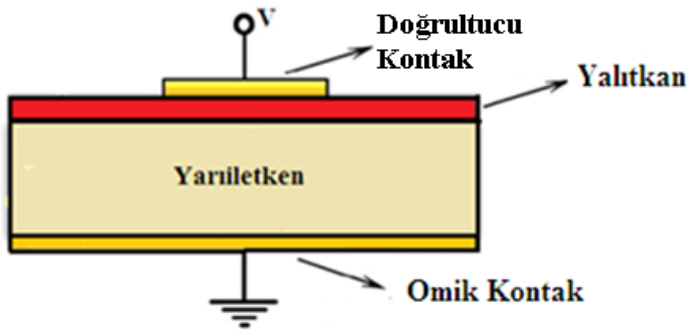 V
Doğrultucu
Kontak
Yalıtkan
Yarıiletken
Omik Kontak